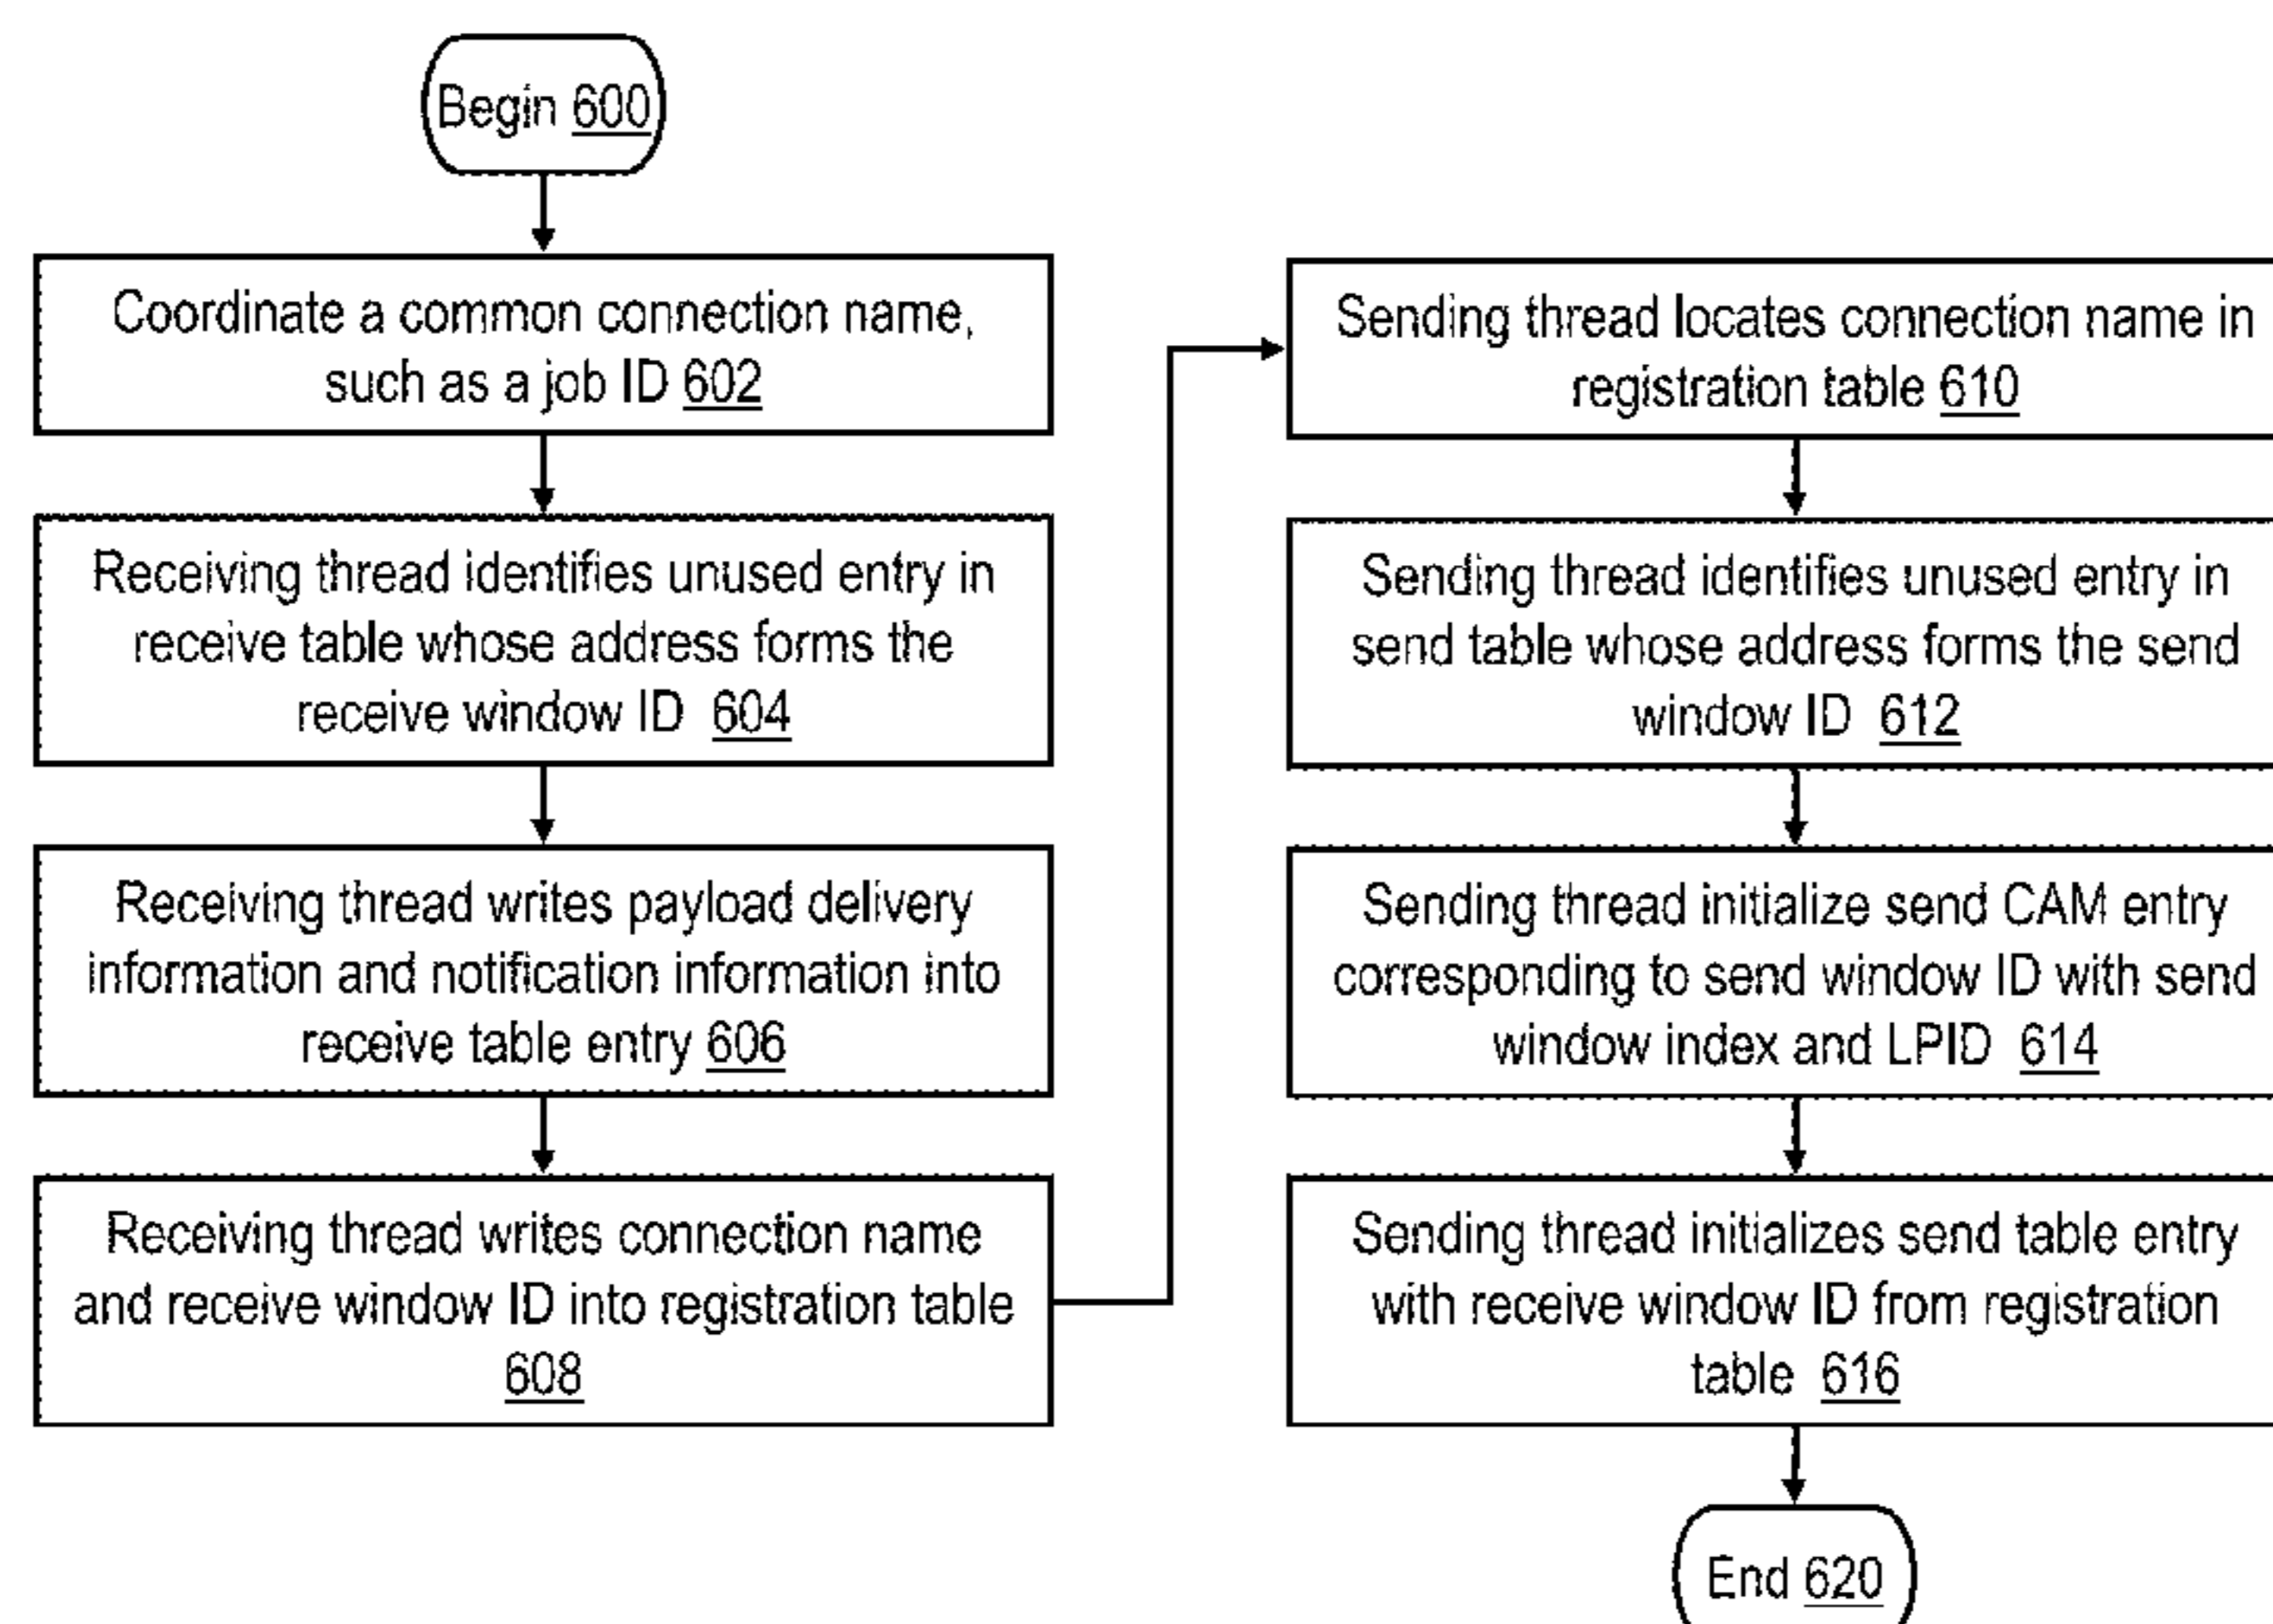 Begin 600
Coordinate a common connection name,
such as a job ID 602
Receiving thread identifies unused entry in
receive table whose address forms the
receive window ID 604
Receiving thread writes payload delivery
information and notification information into
receive table entry 606
Receiving thread writes connection name
and receive window ID into registration table
608
Sending thread locates connection name in
registration table 610
Sending thread identifies unused entry in
send table whose address forms the send
window ID 612
Sending thread initialize send CAM entry
corresponding to send window ID with send
window index and LPID 614
Sending thread initializes send table entry
with receive window ID from registration
table 616
End 620